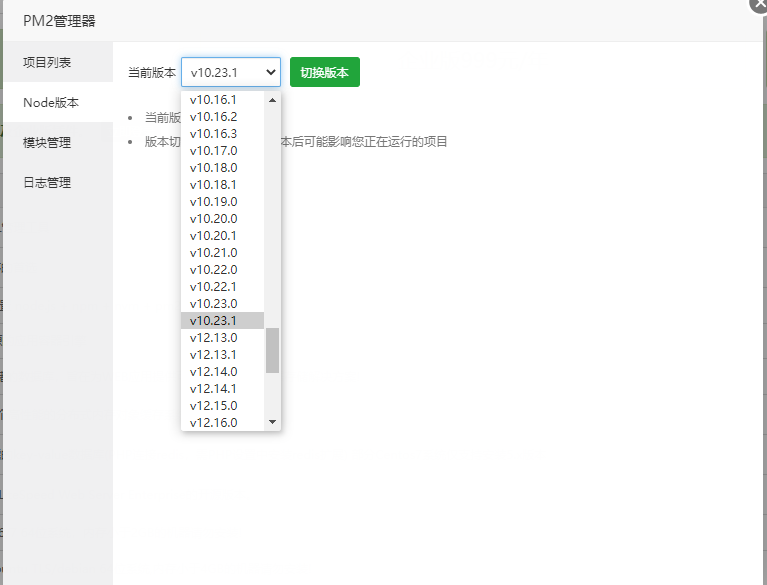 PM2管理器
项目列表
Node版本
模块管理
日志管理
当前版本 v10.23.1 切换版本
当前版
版本切 本后可能影响您正在运行的项目
v10.16.1
v10.16.2
v10.16.3
v10.17.0
v10.18.0
v10.18.1
v10.19.0
v10.20.0
v10.20.1
v10.21.0
v10.22.0
v10.22.1
v10.23.0
v10.23.1
v12.13.0
v12.13.1
v12.14.0
v12.14.1
v12.15.0
v12.16.0